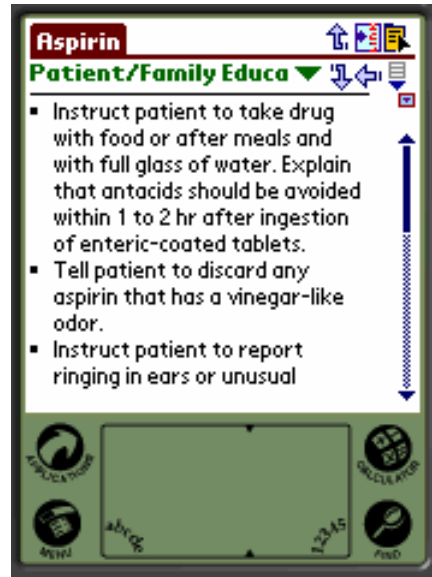 Aspirin
Patient/Family Educa
▪ Instruct patient to take drug
with food or after meals and
with full glass of water. Explain
that antacids should be avoided
within 1 to 2 hr after ingestion
of enteric-coated tablets.
▪ Tell patient to discard any
aspirin that has a vinegar-like
odor.
▪ Instruct patient to report
ringing in ears or unusual
APPLICATIONS
CALCULATOR
MENU
abcde
12345
FIND